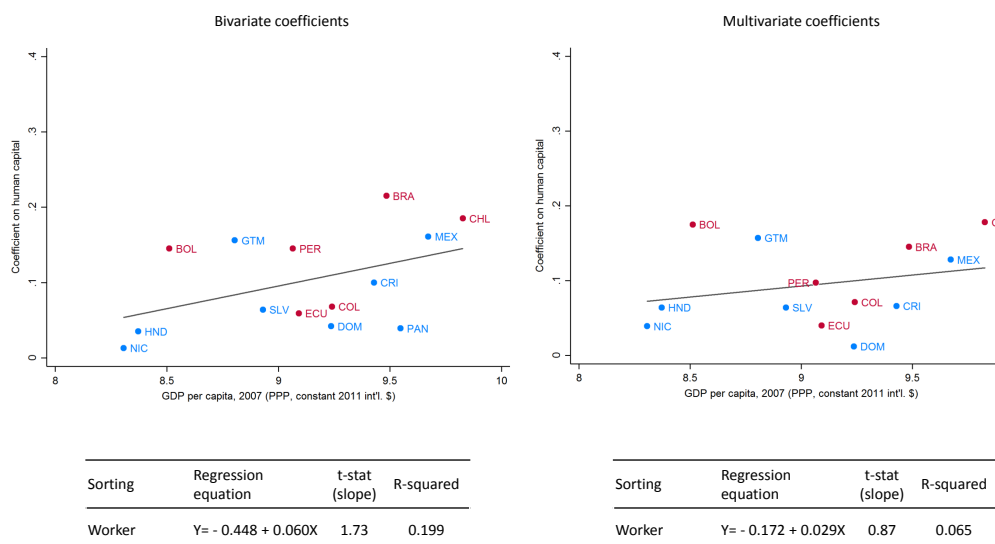 Bivariate coefficients
.4
.3
.2
.1
0
Coefficient on human capital
BRA
CHL
GTM
MEX
BOL
PER
CRI
SLV
COL
ECU
DOM
PAN
HND
NIC
8 8.5 9 9.5 10
GDP per capita, 2007 (PPP, constant 2011 int'l. $)
Sorting Regression equation t-stat (slope) R-squared
Worker Y= - 0.448 + 0.060X 1.73 0.199
Multivariate coefficients
.4
.3
.2
.1
0
Coefficient on human capital
BOL
GTM
BRA
MEX
PER
HND
SLV
COL
CRI
NIC
ECU
DOM
8 8.5 9 9.5
GDP per capita, 2007 (PPP, constant 2011 int'l. $)
Sorting Regression equation t-stat (slope) R-squared
Worker Y= - 0.172 + 0.029X 0.87 0.065